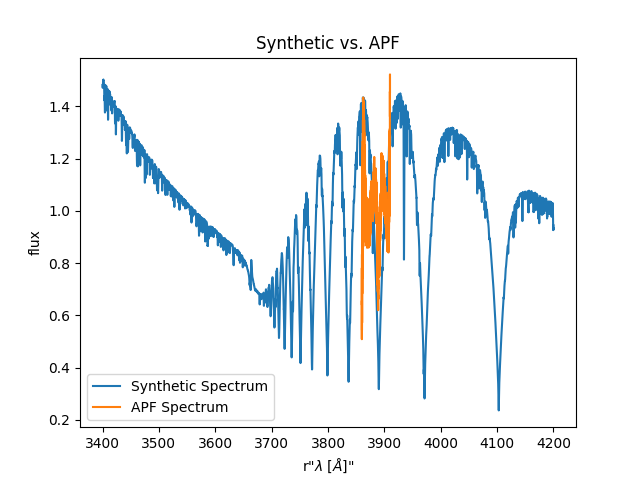 Synthetic vs. APF
flux
1.4
1.2
1.0
0.8
0.6
0.4
0.2
Synthetic Spectrum
APF Spectrum
3400 3500 3600 3700 3800 3900 4000 4100 4200
r"λ [Å]"